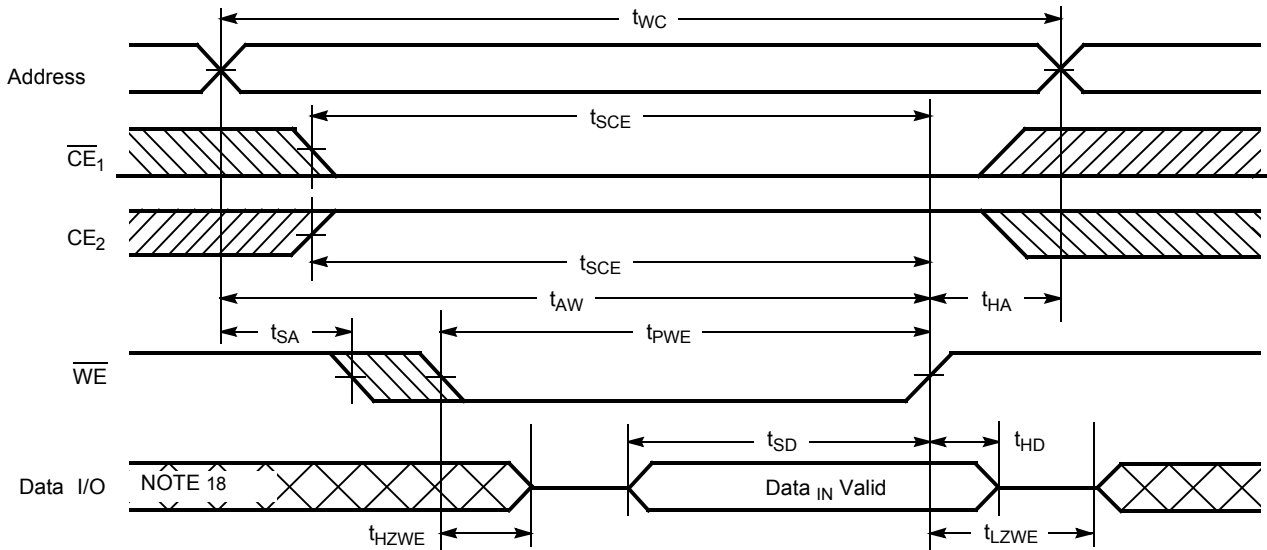 tWC
Address
tSCE
CE1
CE2
tSCE
tAW
tHA
tSA
tPWE
WE
tSD
tHD
Data I/O
NOTE 18
Data IN Valid
tHZWE
tLZWE